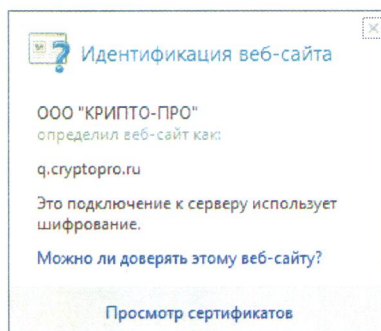 Идентификация веб-сайта
ООО "КРИПТО-ПРО"
определил веб-сайт как:
q.cryptopro.ru
Это подключение к серверу использует
шифрование.
Можно ли доверять этому веб-сайту?
Просмотр сертификатов